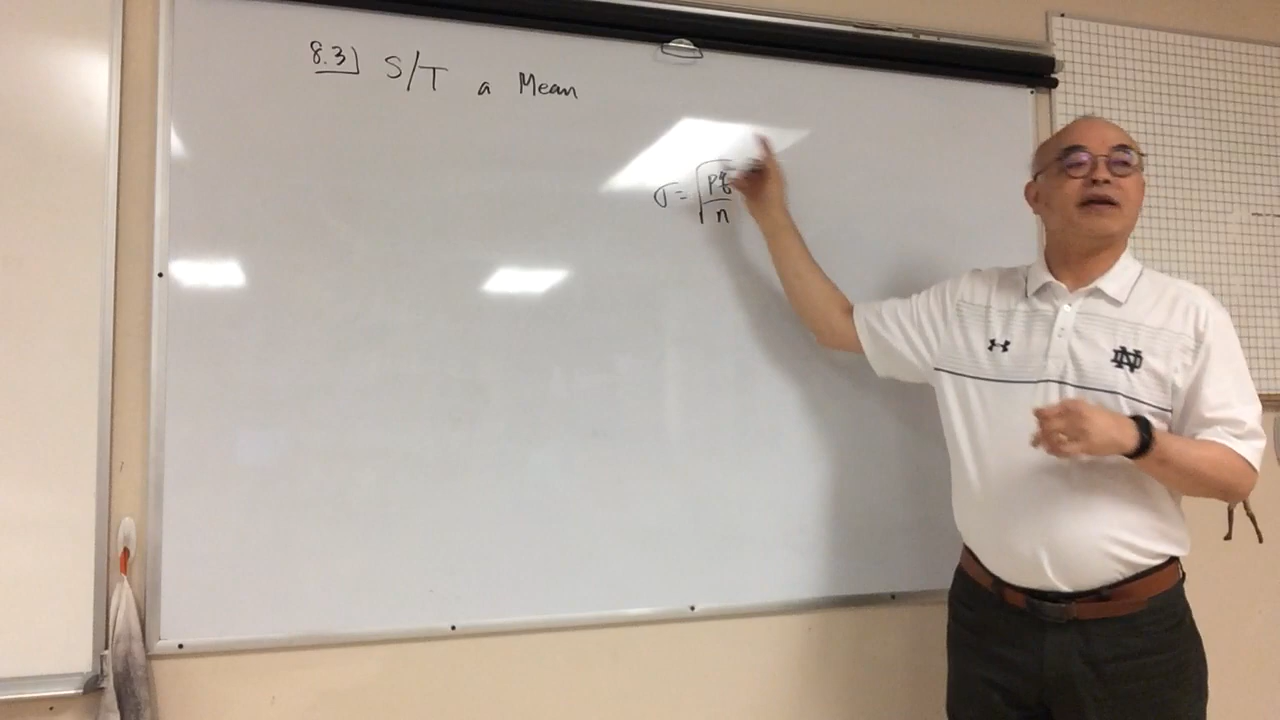 8.3) S/T a Mean
σ = √pq/n
ND